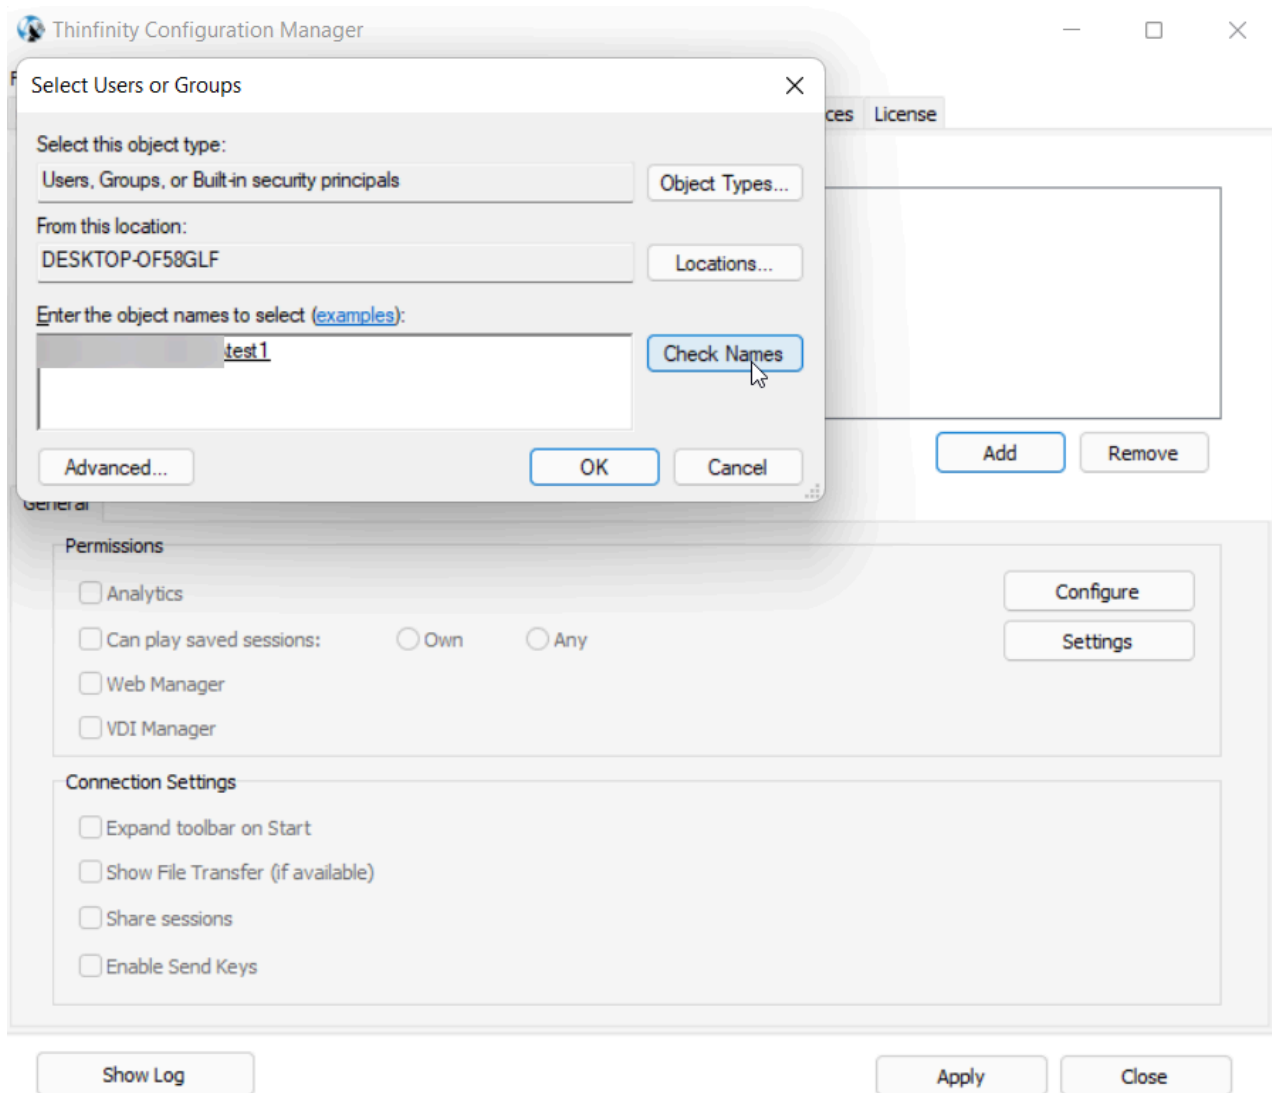 Thinfinity Configuration Manager
Select Users or Groups
ces License
Select this object type:
Users, Groups, or Built-in security principals
Object Types...
From this location:
DESKTOP-OF58GLF
Locations...
Enter the object names to select (examples):
test1
Check Names
Add Remove
Advanced... OK Cancel
General
Permissions
Analytics
Configure
Can play saved sessions: Own Any
Settings
Web Manager
VDI Manager
Connection Settings
Expand toolbar on Start
Show File Transfer (if available)
Share sessions
Enable Send Keys
Show Log Apply Close